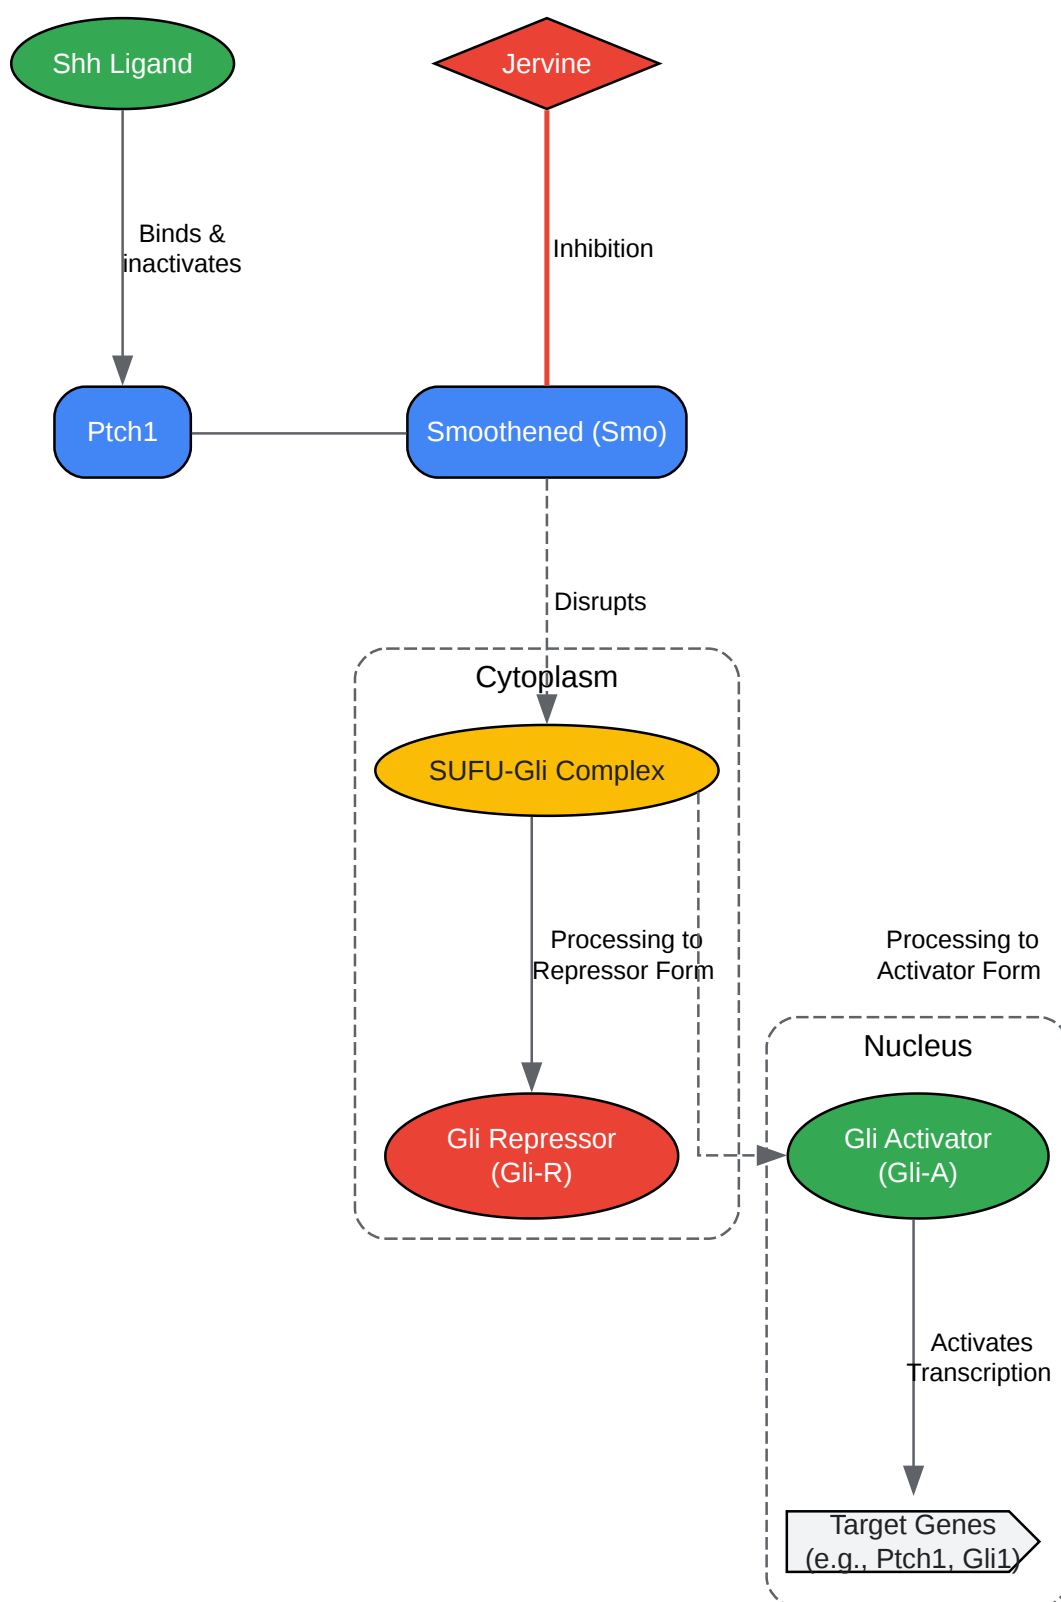 Shh Ligand
Jervine
Binds &
inactivates
Inhibition
Ptch1
Smoothened (Smo)
Disrupts
Cytoplasm
SUFU-Gli Complex
Processing to
Repressor Form
Processing to
Activator Form
Nucleus
Gli Repressor
(Gli-R)
Gli Activator
(Gli-A)
Activates
Transcription
Target Genes
(e.g., Ptch1, Gli1)